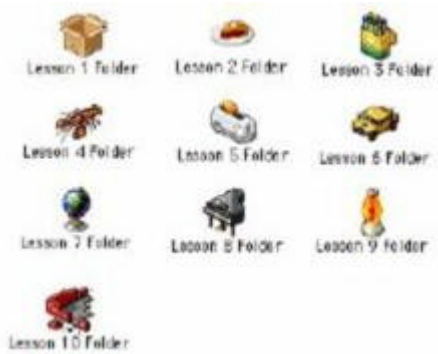 Lesson 1 Folder
Lesson 2 Folder
Lesson 3 Folder
Lesson 4 Folder
Lesson 5 Folder
Lesson 6 Folder
Lesson 7 Folder
Lesson 8 Folder
Lesson 9 Folder
Lesson 10 Folder